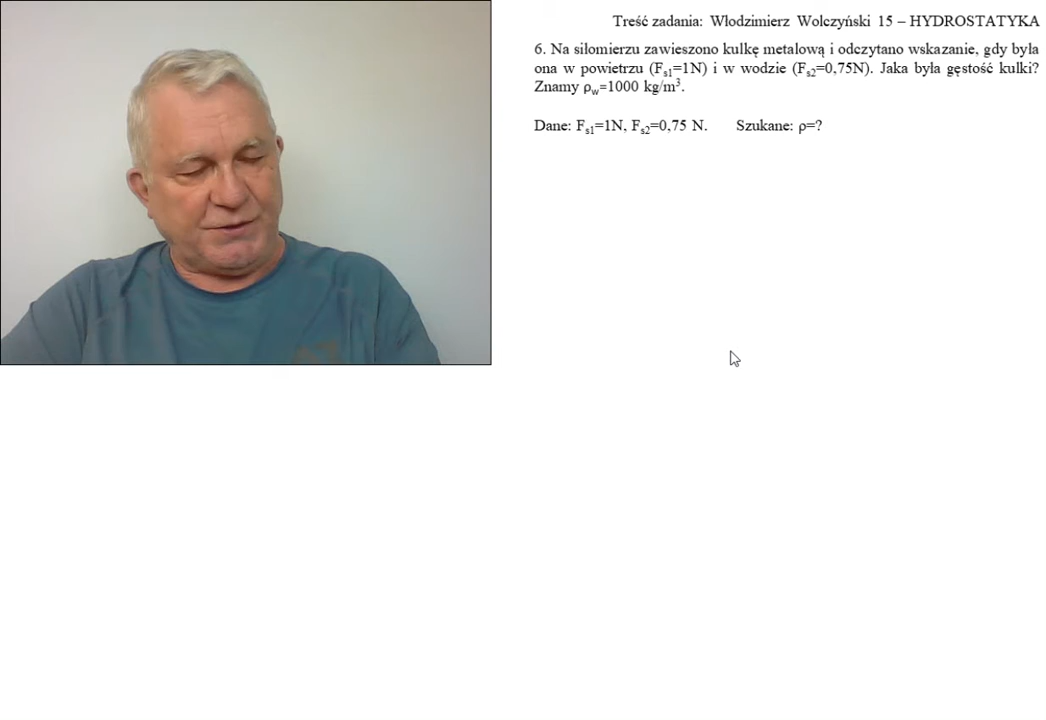 Treść zadania: Włodzimierz Wolczyński 15 – HYDROSTATYKA
6. Na siłomierzu zawieszono kulkę metalową i odczytano wskazanie, gdy była
ona w powietrzu (Fs1=1N) i w wodzie (Fs2=0,75N). Jaka była gęstość kulki?
Znamy ρw=1000 kg/m³.
Dane: Fs1=1N, Fs2=0,75 N. Szukane: ρ=?